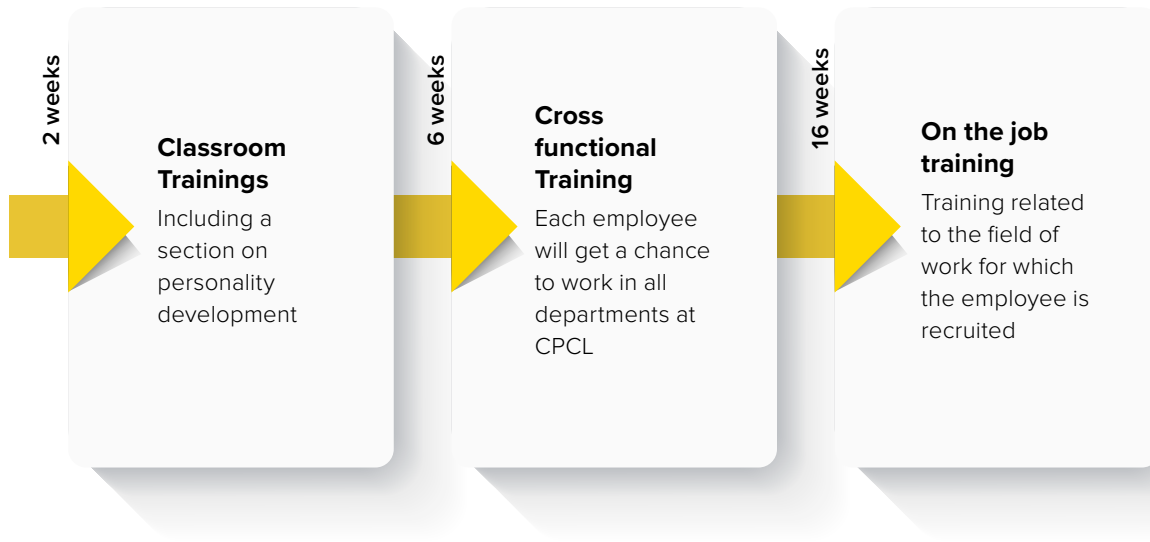 2 weeks
Classroom
Trainings
Including a
section on
personality
development
6 weeks
Cross
functional
Training
Each employee
will get a chance
to work in all
departments at
CPCL
16 weeks
On the job
training
Training related
to the field of
work for which
the employee is
recruited